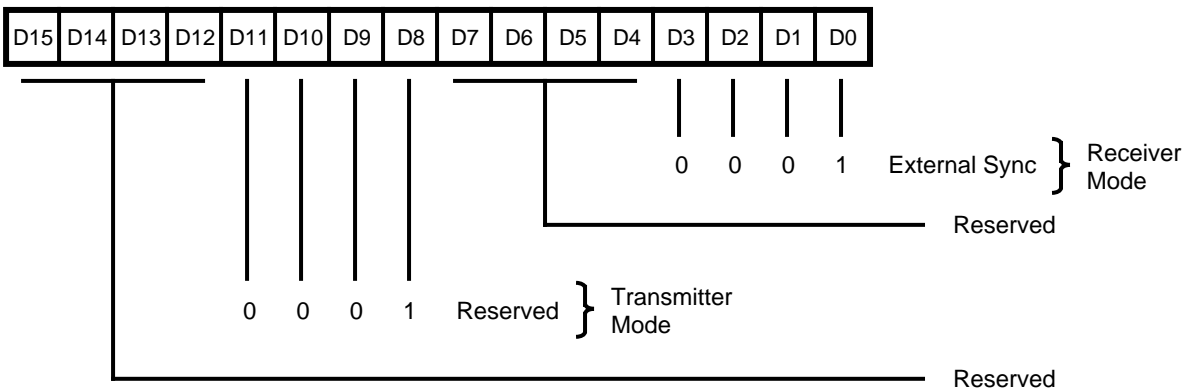 D15 D14 D13 D12 D11 D10 D9 D8 D7 D6 D5 D4 D3 D2 D1 D0
0 0 0 1 External Sync } Receiver
Mode
Reserved
0 0 0 1 Reserved } Transmitter
Mode
Reserved